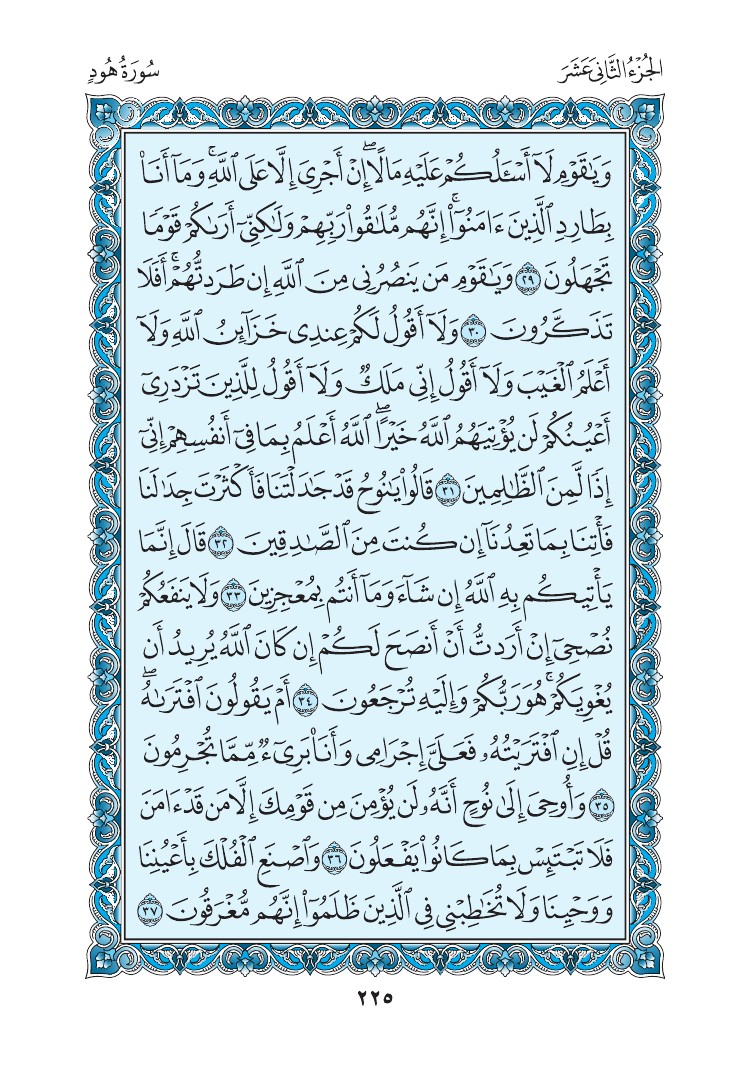 الجُزْءُ الثَّانِى عَشَرَ
سُورَةُ هُودٍ
وَيَٰقَوْمِ لَآ أَسْـَٔلُكُمْ عَلَيْهِ مَالًا ۖ إِنْ أَجْرِىَ إِلَّا عَلَى ٱللَّهِ ۚ وَمَآ أَنَا۠
بِطَارِدِ ٱلَّذِينَ ءَامَنُوٓا۟ ۚ إِنَّهُم مُّلَٰقُوا۟ رَبِّهِمْ وَلَٰكِنِّىٓ أَرَىٰكُمْ قَوْمًا
تَجْهَلُونَ ٢٩ وَيَٰقَوْمِ مَن يَنصُرُنِى مِنَ ٱللَّهِ إِن طَرَدتُّهُمْ ۚ أَفَلَا
تَذَكَّرُونَ ٣٠ وَلَآ أَقُولُ لَكُمْ عِندِى خَزَآئِنُ ٱللَّهِ وَلَآ
أَعْلَمُ ٱلْغَيْبَ وَلَآ أَقُولُ إِنِّى مَلَكٌ وَلَآ أَقُولُ لِلَّذِينَ تَزْدَرِىٓ
أَعْيُنُكُمْ لَن يُؤْتِيَهُمُ ٱللَّهُ خَيْرًا ۖ ٱللَّهُ أَعْلَمُ بِمَا فِىٓ أَنفُسِهِمْ إِنِّىٓ
إِذًا لَّمِنَ ٱلظَّٰلِمِينَ ٣١ قَالُوا۟ يَٰنُوحُ قَدْ جَٰدَلْتَنَا فَأَكْثَرْتَ جِدَٰلَنَا
فَأْتِنَا بِمَا تَعِدُنَآ إِن كُنتَ مِنَ ٱلصَّٰدِقِينَ ٣٢ قَالَ إِنَّمَا
يَأْتِيكُم بِهِ ٱللَّهُ إِن شَآءَ وَمَآ أَنتُم بِمُعْجِزِينَ ٣٣ وَلَا يَنفَعُكُمْ
نُصْحِىٓ إِنْ أَرَدتُّ أَنْ أَنصَحَ لَكُمْ إِن كَانَ ٱللَّهُ يُرِيدُ أَن
يُغْوِيَكُمْ ۚ هُوَ رَبُّكُمْ وَإِلَيْهِ تُرْجَعُونَ ٣٤ أَمْ يَقُولُونَ ٱفْتَرَىٰهُ ۖ
قُلْ إِنِ ٱفْتَرَيْتُهُۥ فَعَلَىَّ إِجْرَامِى وَأَنَا۠ بَرِىٓءٌ مِّمَّا تُجْرِمُونَ
٣٥ وَأُوحِىَ إِلَىٰ نُوحٍ أَنَّهُۥ لَن يُؤْمِنَ مِن قَوْمِكَ إِلَّا مَن قَدْ ءَامَنَ
فَلَا تَبْتَئِسْ بِمَا كَانُوا۟ يَفْعَلُونَ ٣٦ وَٱصْنَعِ ٱلْفُلْكَ بِأَعْيُنِنَا
وَوَحْيِنَا وَلَا تُخَٰطِبْنِى فِى ٱلَّذِينَ ظَلَمُوٓا۟ ۚ إِنَّهُم مُّغْرَقُونَ ٣٧
٢٢٥